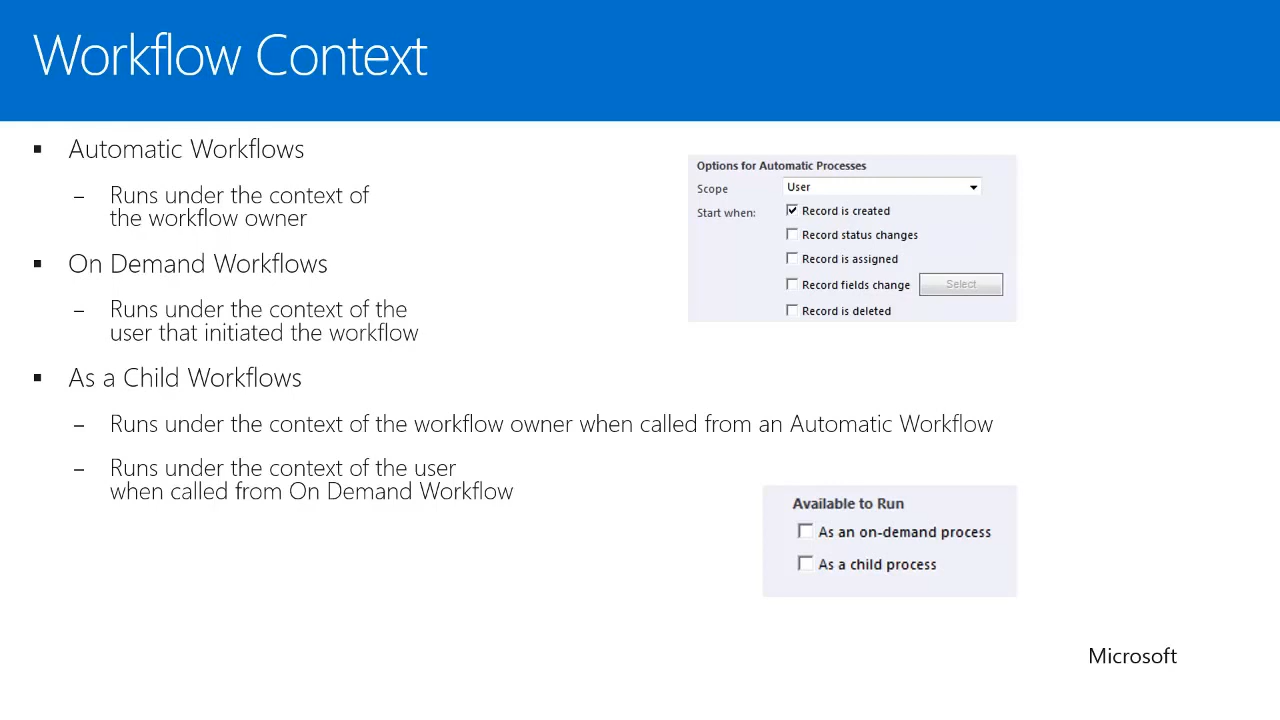 Workflow Context
▪ Automatic Workflows
– Runs under the context of
the workflow owner
▪ On Demand Workflows
– Runs under the context of the
user that initiated the workflow
▪ As a Child Workflows
– Runs under the context of the workflow owner when called from an Automatic Workflow
– Runs under the context of the user
when called from On Demand Workflow
Options for Automatic Processes
Scope User
Start when: Record is created
Record status changes
Record is assigned
Record fields change Select
Record is deleted
Available to Run
As an on-demand process
As a child process
Microsoft